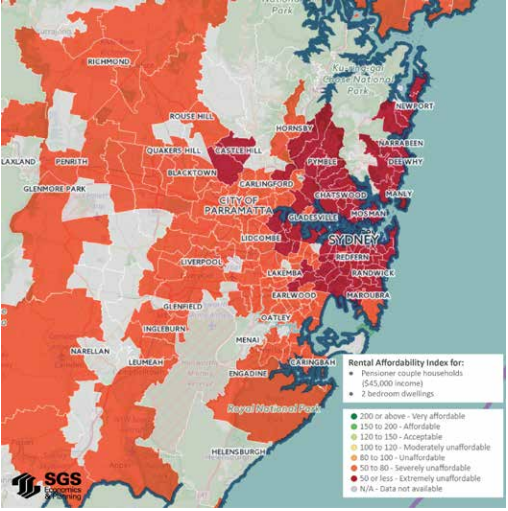 National
Park
RICHMOND
Ku-ring-gai
Chase National
Park
NEWPORT
ROUSE HILL
HORNSBY
NARRABEEN
QUAKERS HILL
CASTLE HILL
LAXLAND
PENRITH
PYMBLE
DEE WHY
BLACKTOWN
GLENMORE PARK
CARLINGFORD
CHATSWOOD
MANLY
CITY OF
PARRAMATTA
GLADESVILLE
MOSMAN
LIDCOMBE
SYDNEY
REDFERN
LIVERPOOL
LAKEMBA
RANDWICK
EARLWOOD
MAROUBRA
GLENFIELD
OATLEY
INGLEBURN
MENAI
NARELLAN
LEUMEAH
CARINGBAH
ENGADINE
Royal National Park
HELENSBURGH
Rental Affordability Index for:
• Pensioner couple households
($45,000 income)
• 2 bedroom dwellings
200 or above - Very affordable
150 to 200 - Affordable
120 to 150 - Acceptable
100 to 120 - Moderately unaffordable
80 to 100 - Unaffordable
50 to 80 - Severely unaffordable
50 or less - Extremely unaffordable
N/A - Data not available
SGS
Economics
& Planning